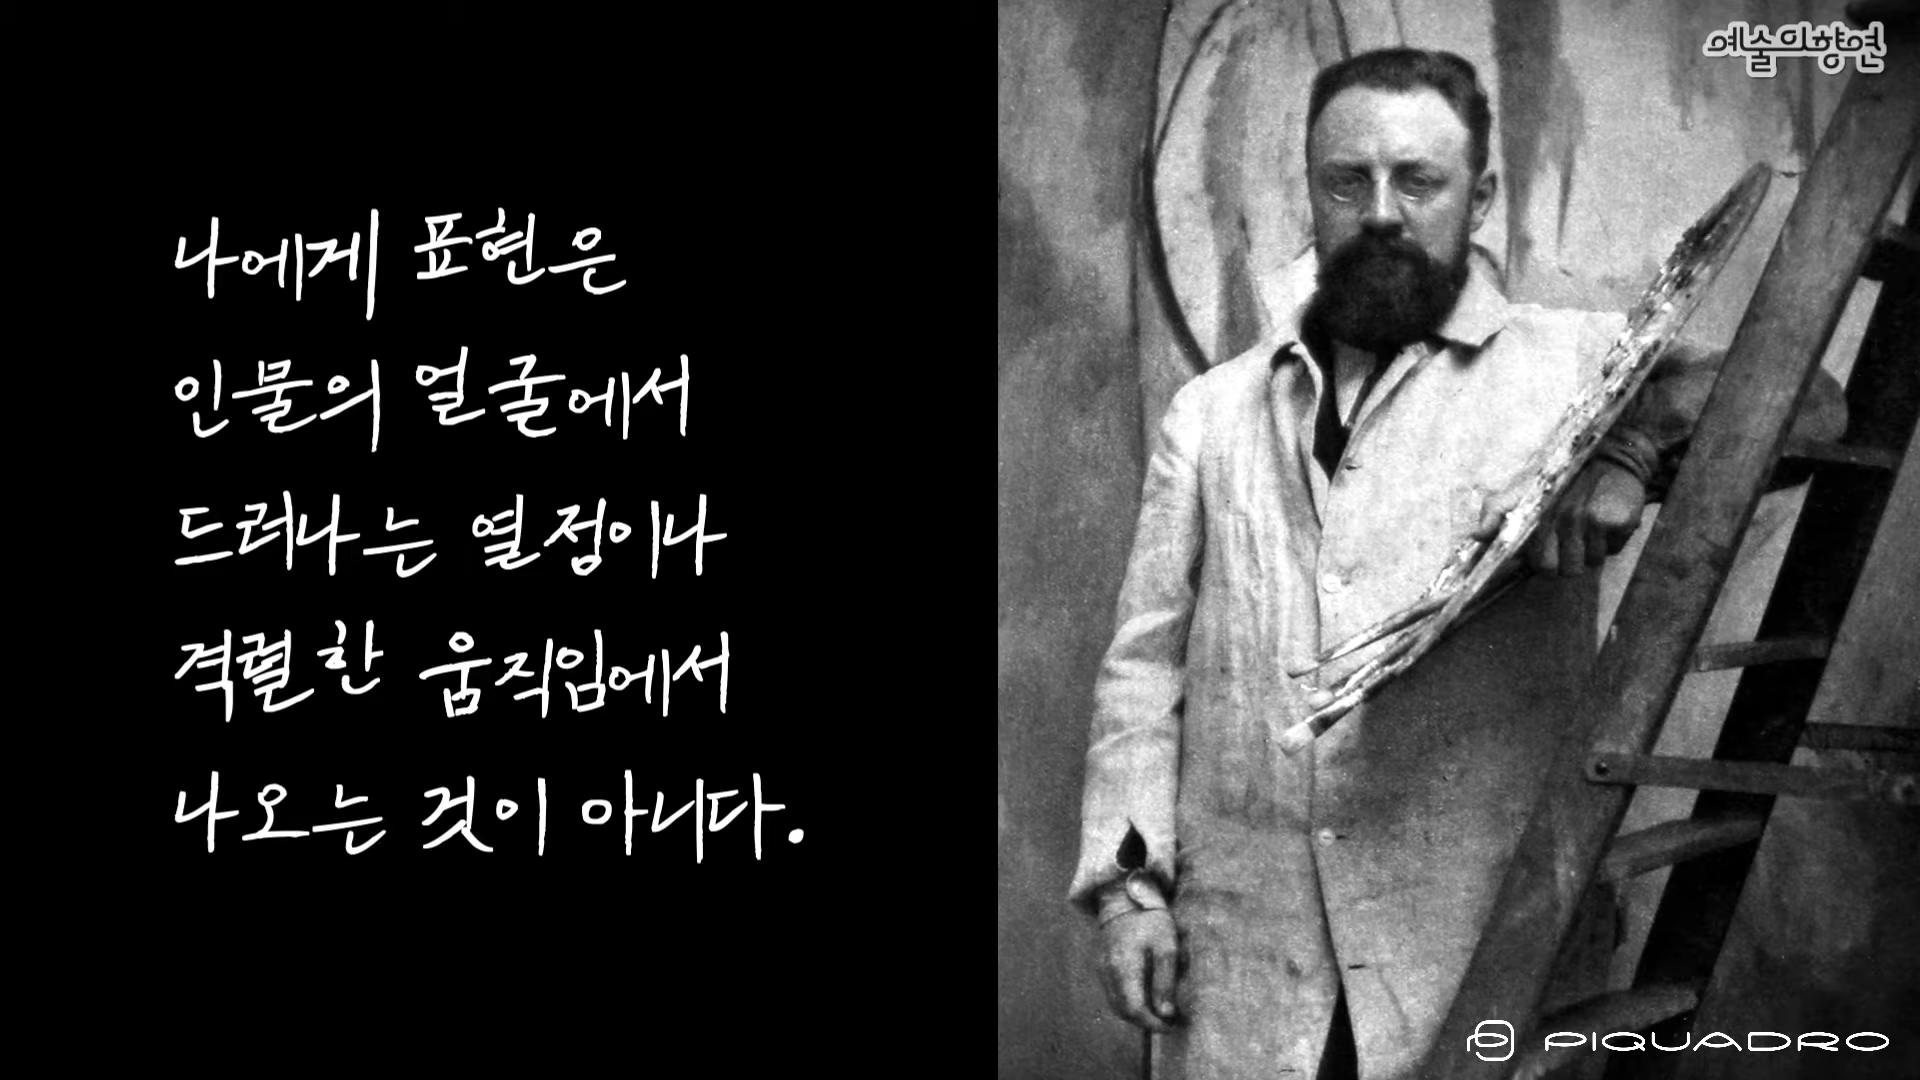 예술의향연
나에게 표현은
인물의 얼굴에서
드러나는 열정이나
격렬한 움직임에서
나오는 것이 아니다.
PIQUADRO